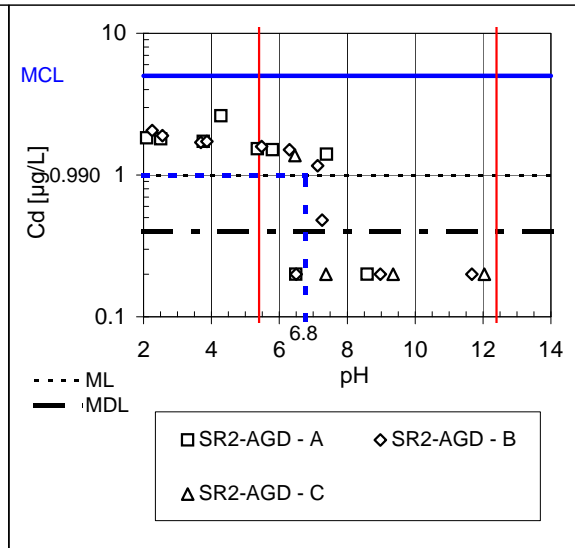 10
MCL
Cd [µg/L]
0.990
1
0.1
6.8
2 4 6 8 10 12 14
pH
ML
MDL
SR2-AGD - A SR2-AGD - B
SR2-AGD - C